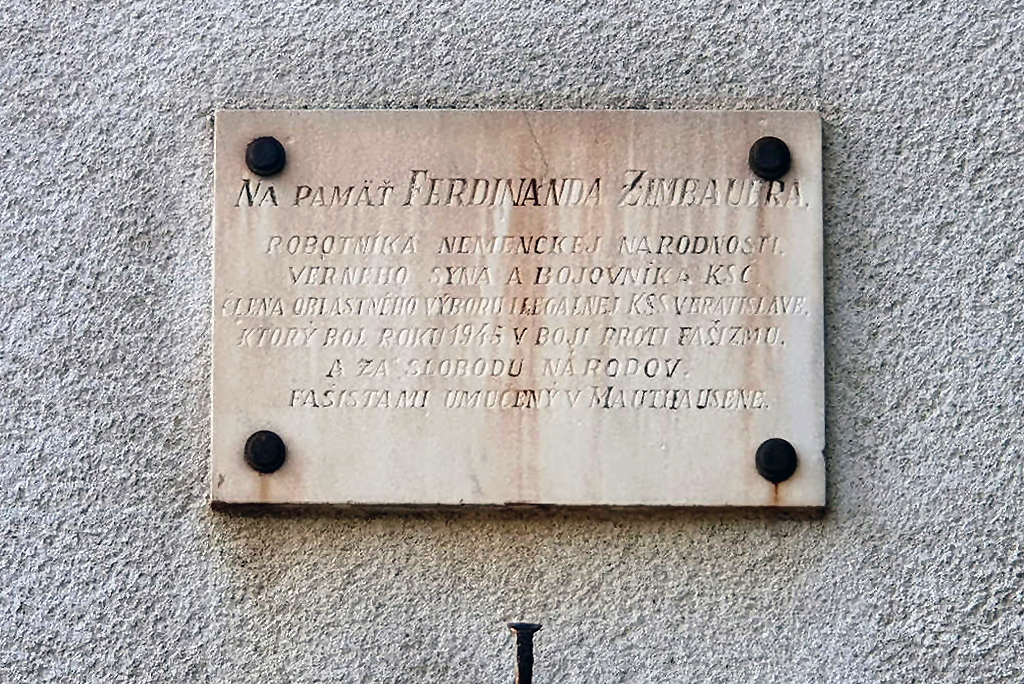 NA PAMÄŤ FERDINANDA ZIMBAUERA,
ROBOTNÍKA NEMENCKEJ NÁRODNOSTI,
VERNÉHO SYNA A BOJOVNÍKA KSČ
ČLENA OBLASTNÉHO VÝBORU ILEGÁLNEJ KSS V BRATISLAVE,
KTORÝ BOL ROKU 1945 V BOJI PROTI FAŠIZMU,
A ZA SLOBODU NÁRODOV.
FAŠISTAMI UMUČENÝ V MAUTHAUSENE.